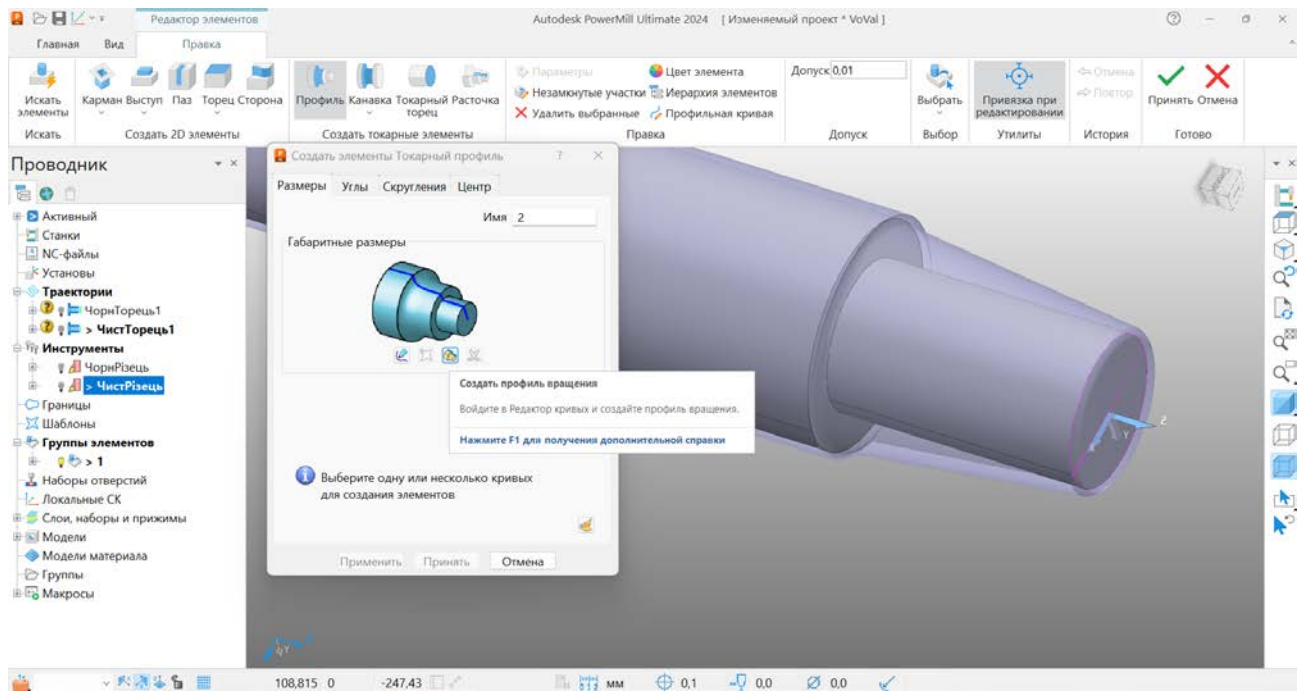 Редактор элементов
Autodesk PowerMill Ultimate 2024 [ Изменяемый проект * VoVal ]
Главная Вид Правка
Параметры Цвет элемента Допуск 0,01 Отмена
Незамкнутые участки Иерархия элементов Повтор
Удалить выбранные Профильная кривая
Искать элементы Карман Выступ Паз Торец Сторона Профиль Канавка Токарный торец Расточка Выбрать Привязка при редактировании Принять Отмена
Искать Создать 2D элементы Создать токарные элементы Правка Допуск Выбор Утилиты История Готово
Проводник
Активный
Станки
NC-файлы
Установы
Траектории
ЧорнТорець1
> ЧистТорець1
Инструменты
ЧорнРізець
> ЧистРізець
Границы
Шаблоны
Группы элементов
> 1
Наборы отверстий
Локальные СК
Слои, наборы и прижимы
Модели
Модели материала
Группы
Макросы
Создать элементы Токарный профиль ?
Размеры Углы Скругления Центр
Имя 2
Габаритные размеры
Создать профиль вращения
Войдите в Редактор кривых и создайте профиль вращения.
Нажмите F1 для получения дополнительной справки
Выберите одну или несколько кривых
для создания элементов
Применить Принять Отмена
Z
Y
Y
108,815 0 -247,43 мм 0,1 0,0 0,0